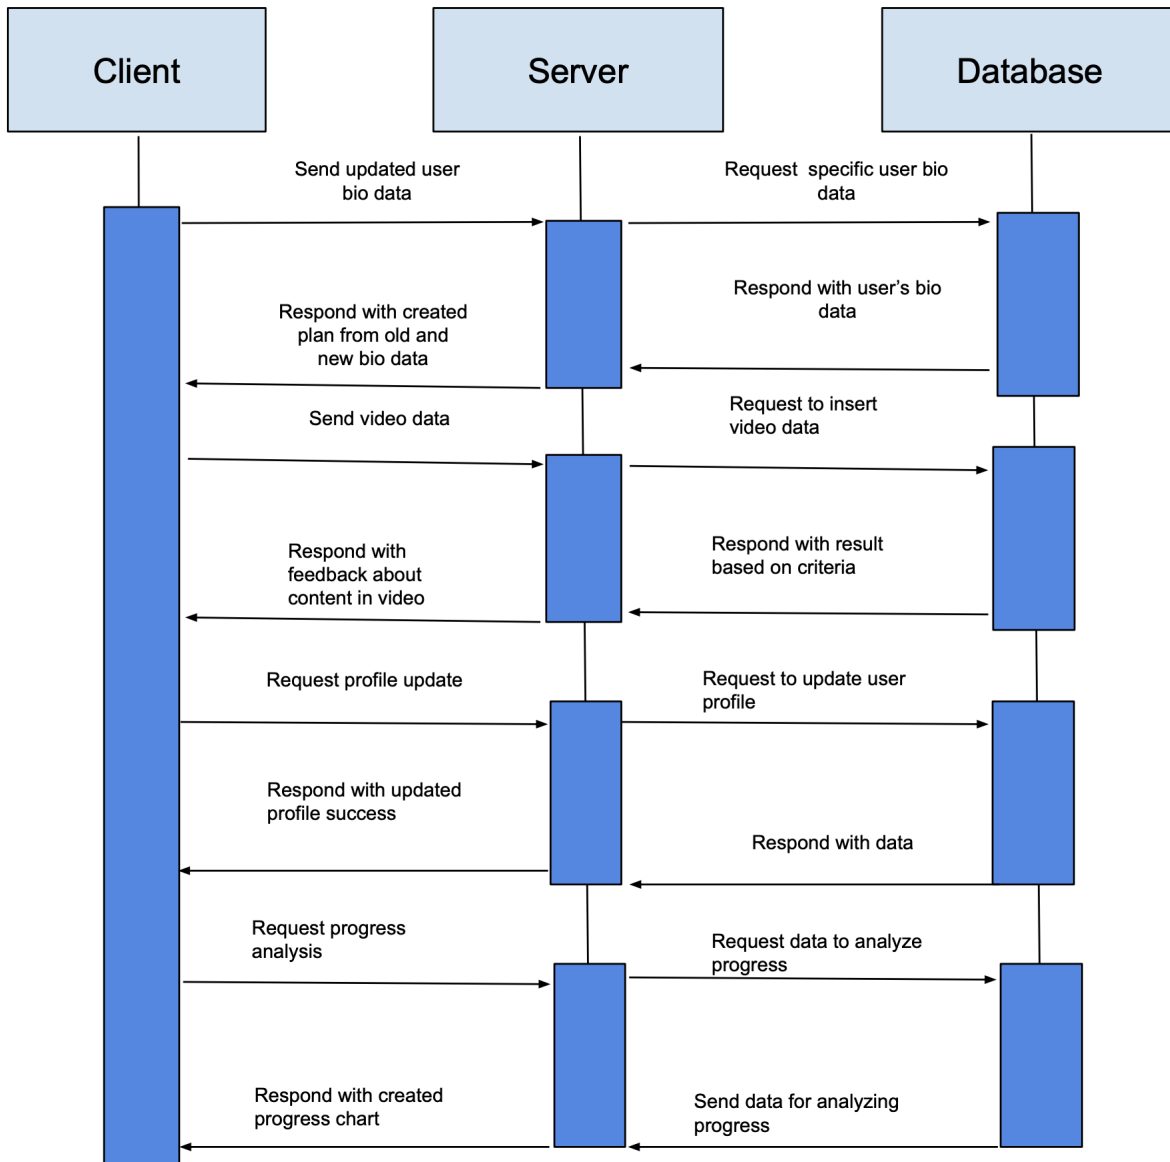 Client
Server
Database
Send updated user
bio data
Request specific user bio
data
Respond with user’s bio
data
Respond with created
plan from old and
new bio data
Send video data
Request to insert
video data
Respond with
feedback about
content in video
Respond with result
based on criteria
Request profile update
Request to update user
profile
Respond with updated
profile success
Respond with data
Request progress
analysis
Request data to analyze
progress
Respond with created
progress chart
Send data for analyzing
progress